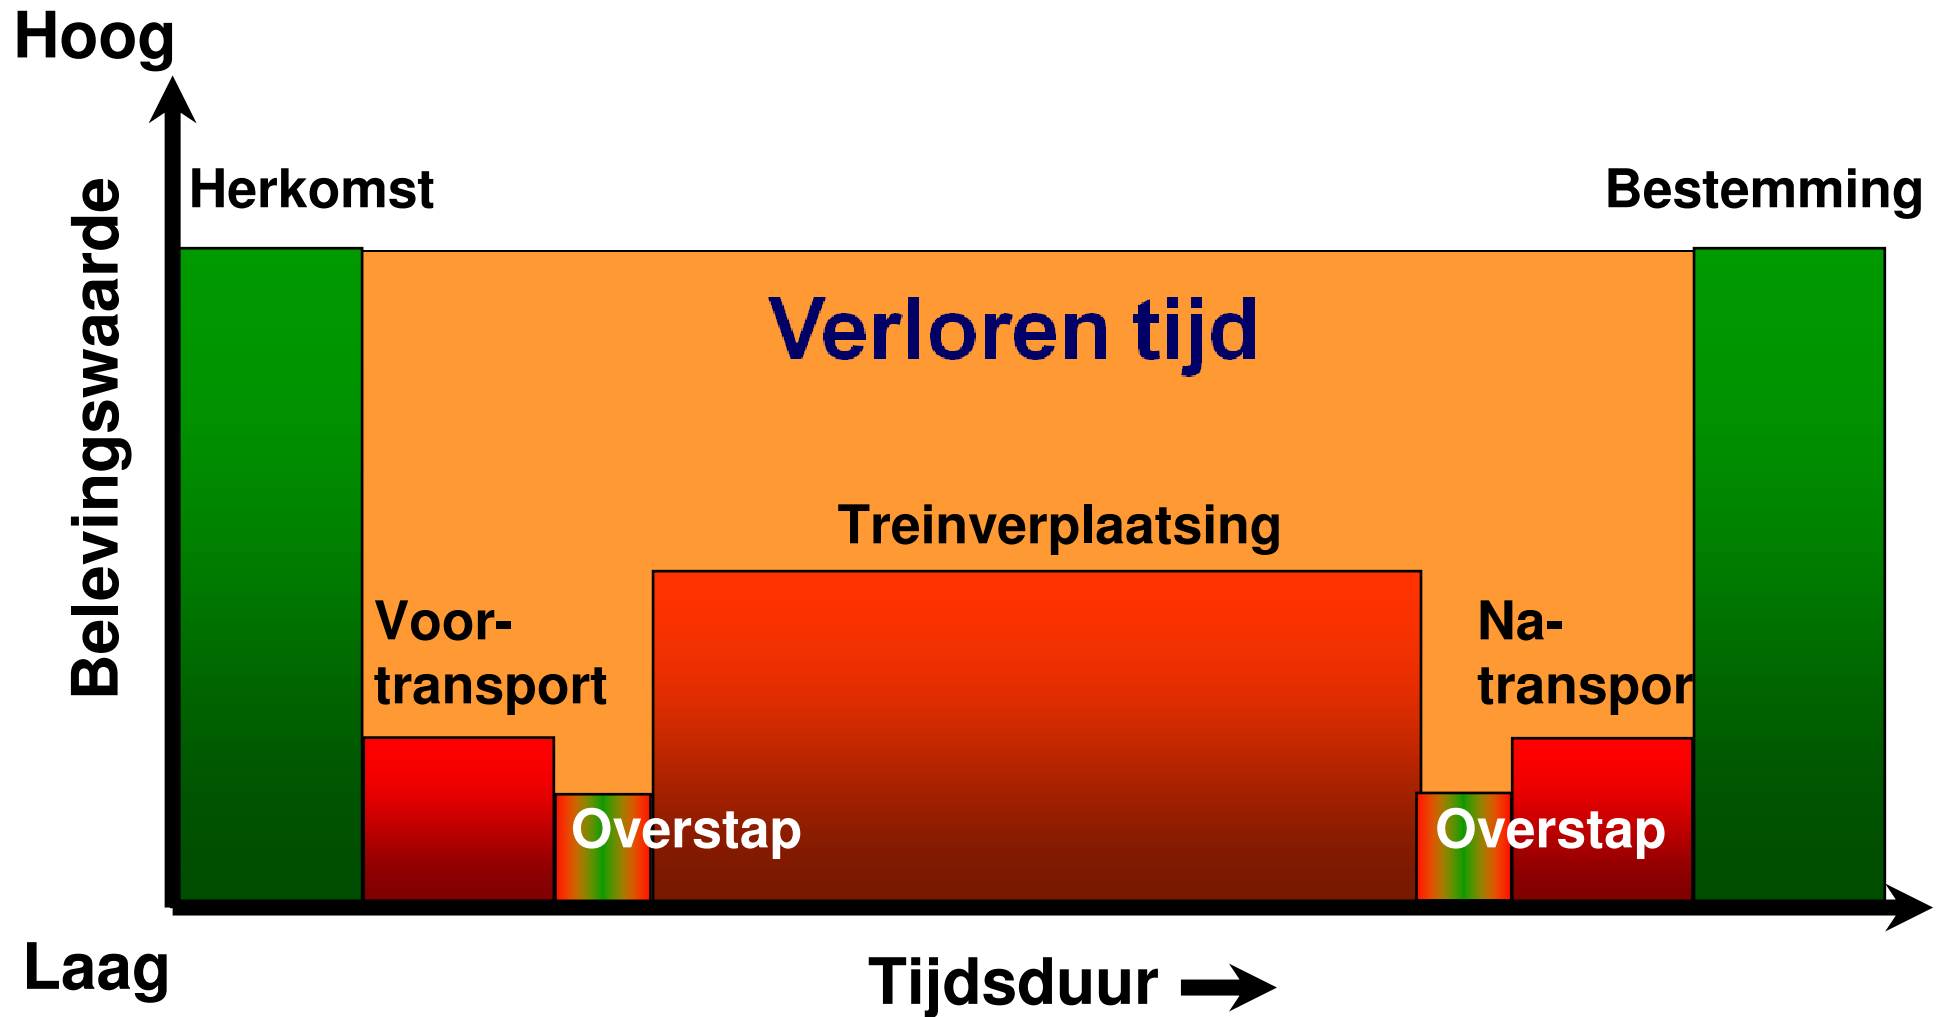 Hoog
Herkomst
Bestemming
Belevingswaarde
Verloren tijd
Treinverplaatsing
Voor-
transport
Na-
transpor
Overstap
Overstap
Laag
Tijdsduur